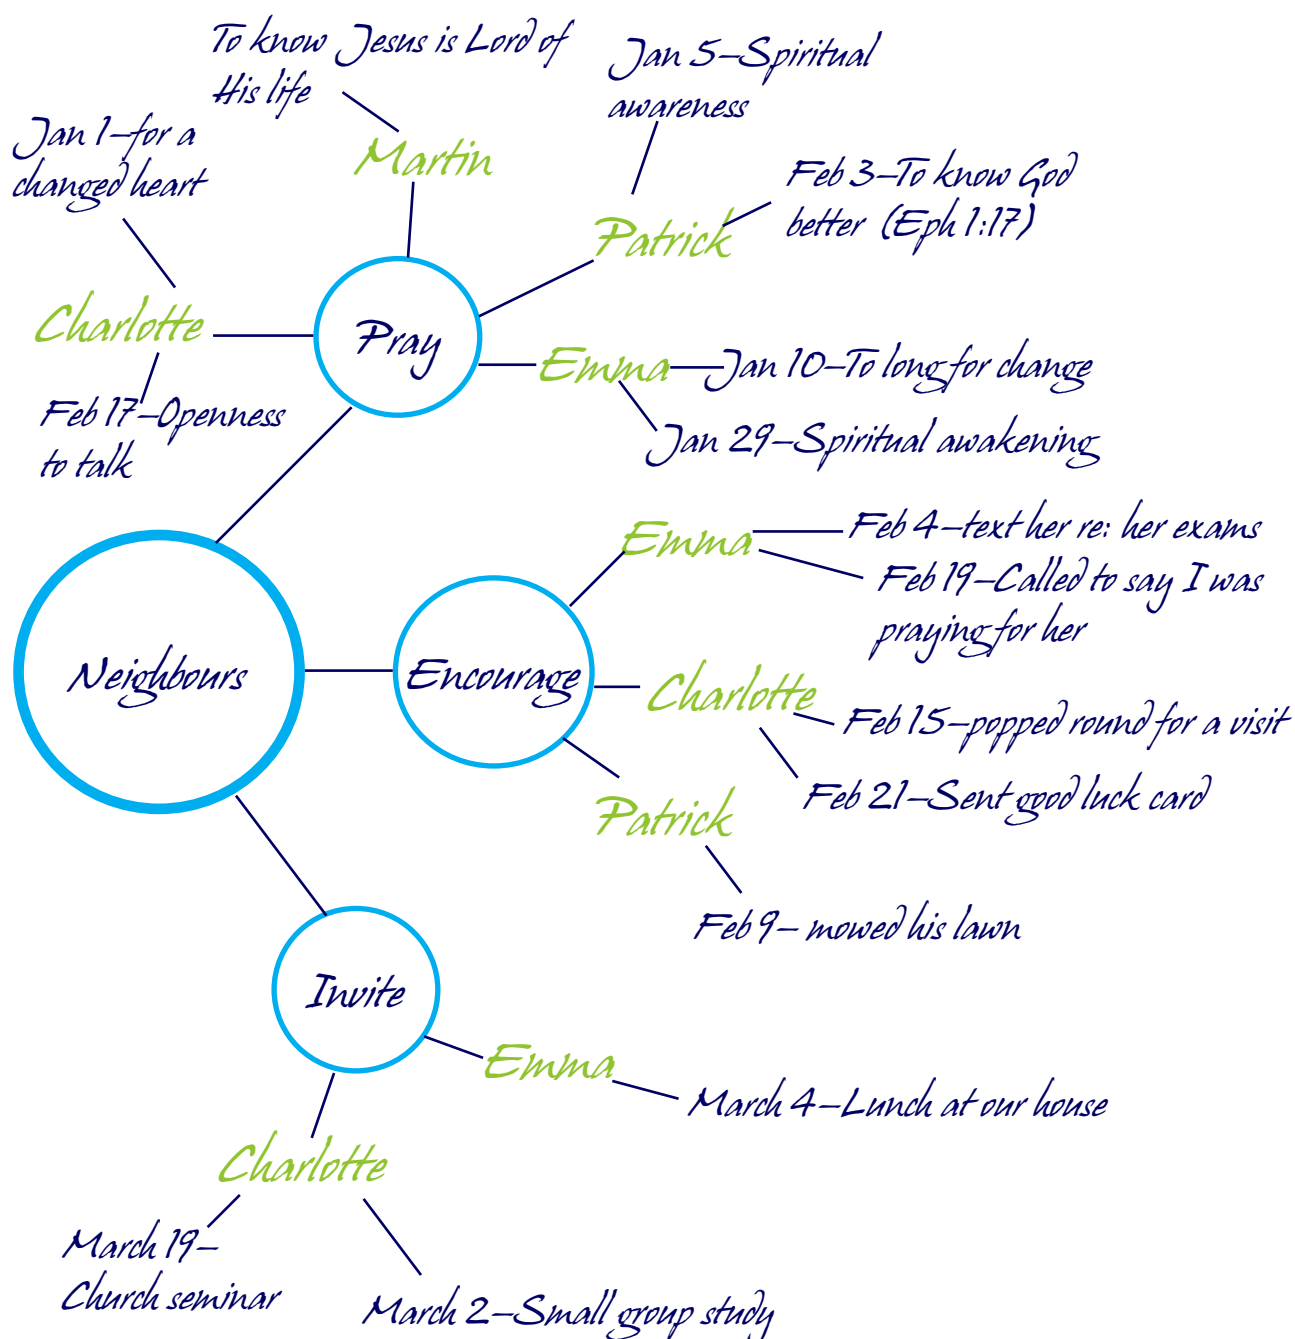 To know Jesus is Lord of
His life
Martin
Jan 5–Spiritual
awareness
Jan 1–for a
changed heart
Feb 3–To know God
better (Eph 1:17)
Patrick
Charlotte
Pray
Emma
Jan 10–To long for change
Feb 17–Openness
to talk
Jan 29–Spiritual awakening
Emma
Feb 4–text her re: her exams
Feb 19–Called to say I was
praying for her
Neighbours
Encourage
Charlotte
Feb 15–popped round for a visit
Feb 21–Sent good luck card
Patrick
Feb 9– mowed his lawn
Invite
Emma
March 4–Lunch at our house
Charlotte
March 19–
Church seminar
March 2–Small group study